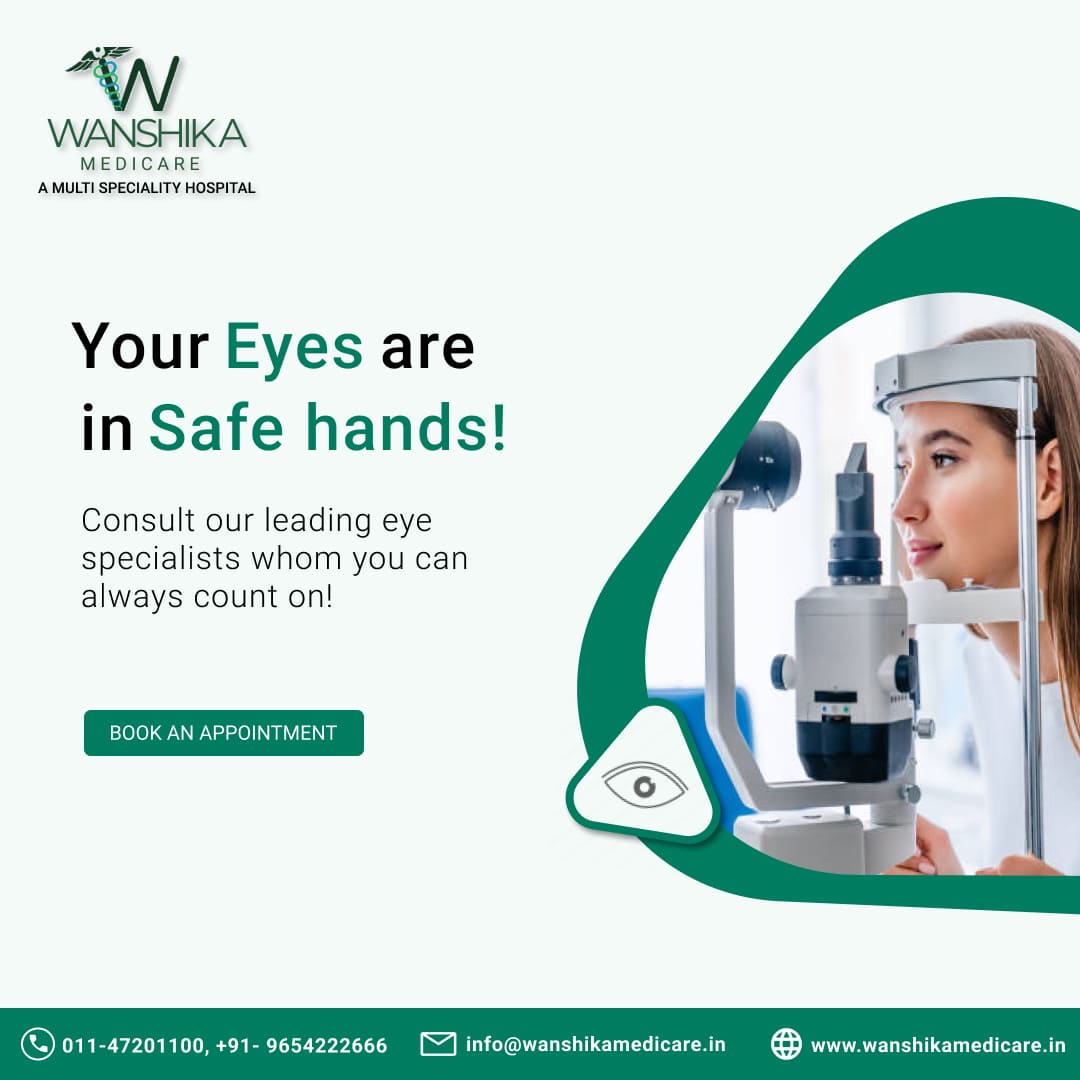 W
WANSHIKA
MEDICARE
A MULTI SPECIALITY HOSPITAL
Your Eyes are
in Safe hands!
Consult our leading eye
specialists whom you can
always count on!
BOOK AN APPOINTMENT
011-47201100, +91- 9654222666
info@wanshikamedicare.in
www.wanshikamedicare.in